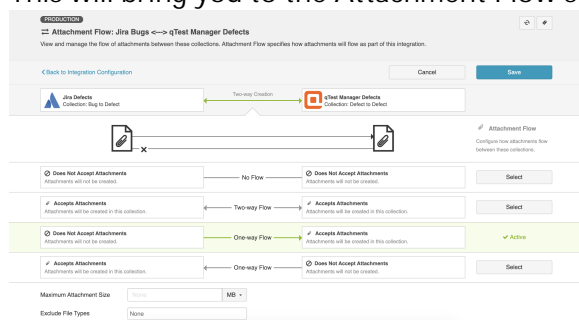 This will bring you to the Attachment Flow s
PRODUCTION
Attachment Flow: Jira Bugs <—> qTest Manager Defects
View and manage the flow of attachments between these collections. Attachment Flow specifies how attachments will flow as part of this integration.
Back to Integration Configuration
Cancel
Save
Jira Defects
Collection: Bug to Defect
Two-way Creation
qTest Manager Defects
Collection: Defect to Defect
Attachment Flow
Configure how attachments flow
between these collections.
Does Not Accept Attachments
Attachments will not be created.
No Flow
Does Not Accept Attachments
Attachments will not be created.
Select
Accepts Attachments
Attachments will be created in this collection.
Two-way Flow
Accepts Attachments
Attachments will be created in this collection.
Select
Does Not Accept Attachments
Attachments will not be created.
One-way Flow
Accepts Attachments
Attachments will be created in this collection.
Active
Accepts Attachments
Attachments will be created in this collection.
One-way Flow
Does Not Accept Attachments
Attachments will not be created.
Select
Maximum Attachment Size
None
MB
Exclude File Types
None